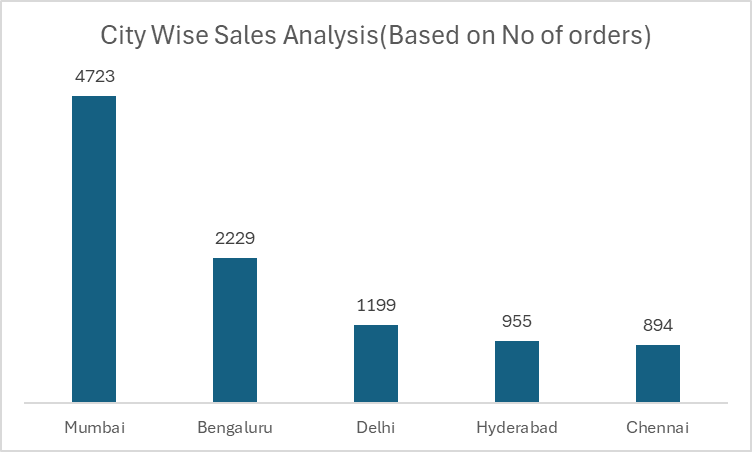 City Wise Sales Analysis(Based on No of orders)
4723
2229
1199
955
894
Mumbai
Bengaluru
Delhi
Hyderabad
Chennai